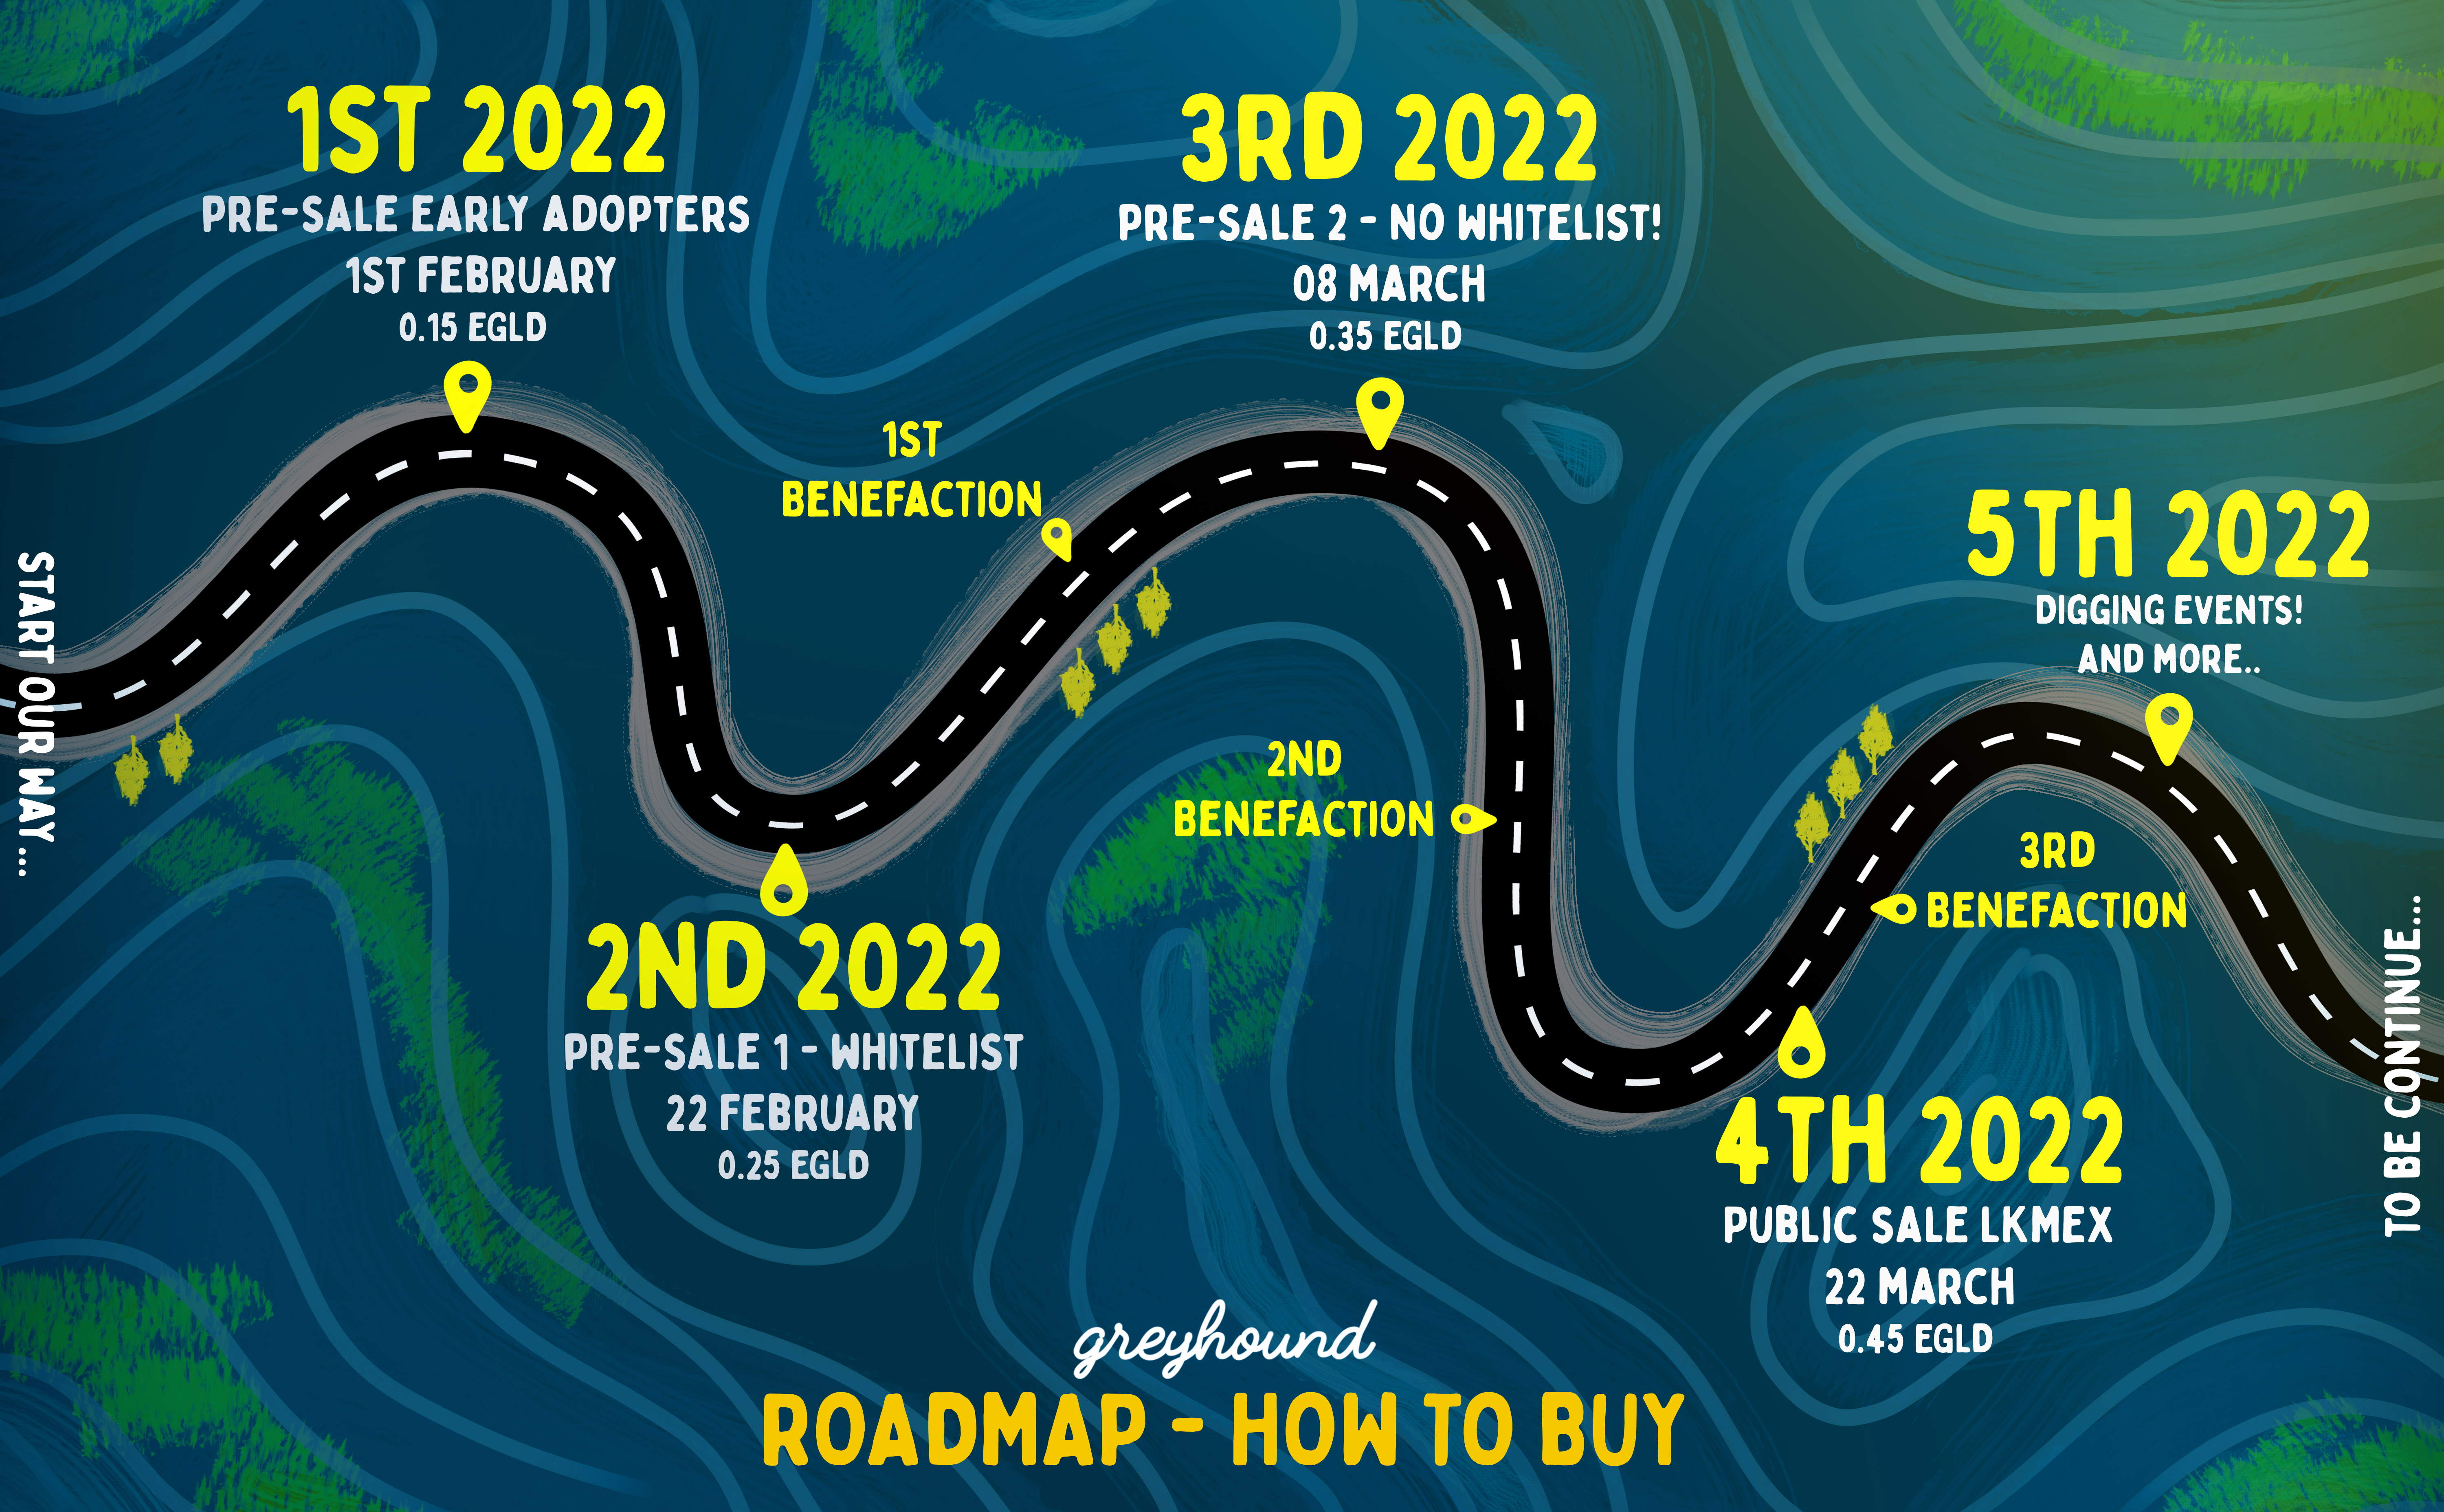 START OUR WAY...
1ST 2022
PRE-SALE EARLY ADOPTERS
1ST FEBRUARY
0.15 EGLD
2ND 2022
PRE-SALE 1 - WHITELIST
22 FEBRUARY
0.25 EGLD
1ST
BENEFACTION
3RD 2022
PRE-SALE 2 - NO WHITELIST!
08 MARCH
0.35 EGLD
2ND
BENEFACTION
4TH 2022
PUBLIC SALE LKMEX
22 MARCH
0.45 EGLD
3RD
BENEFACTION
5TH 2022
DIGGING EVENTS!
AND MORE..
TO BE CONTINUE...
greyhound
ROADMAP - HOW TO BUY